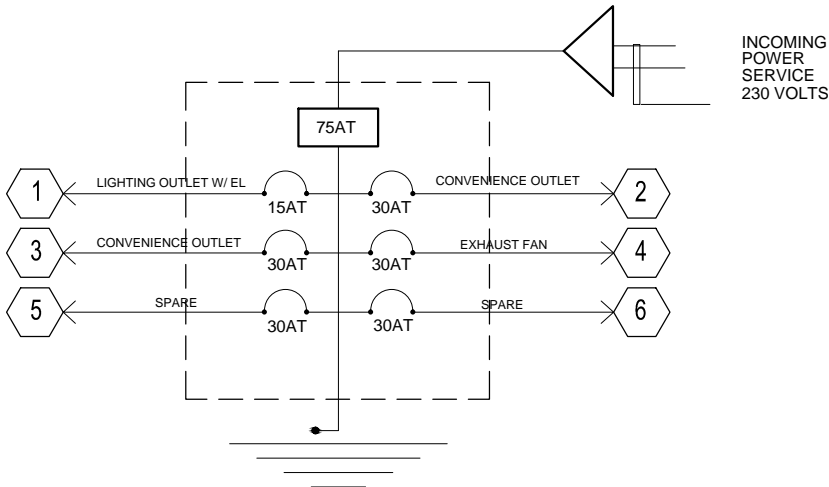 INCOMING
POWER
SERVICE
230 VOLTS
75AT
1
LIGHTING OUTLET W/ EL
15AT
30AT
CONVENIENCE OUTLET
2
3
CONVENIENCE OUTLET
30AT
30AT
EXHAUST FAN
4
5
SPARE
30AT
30AT
SPARE
6